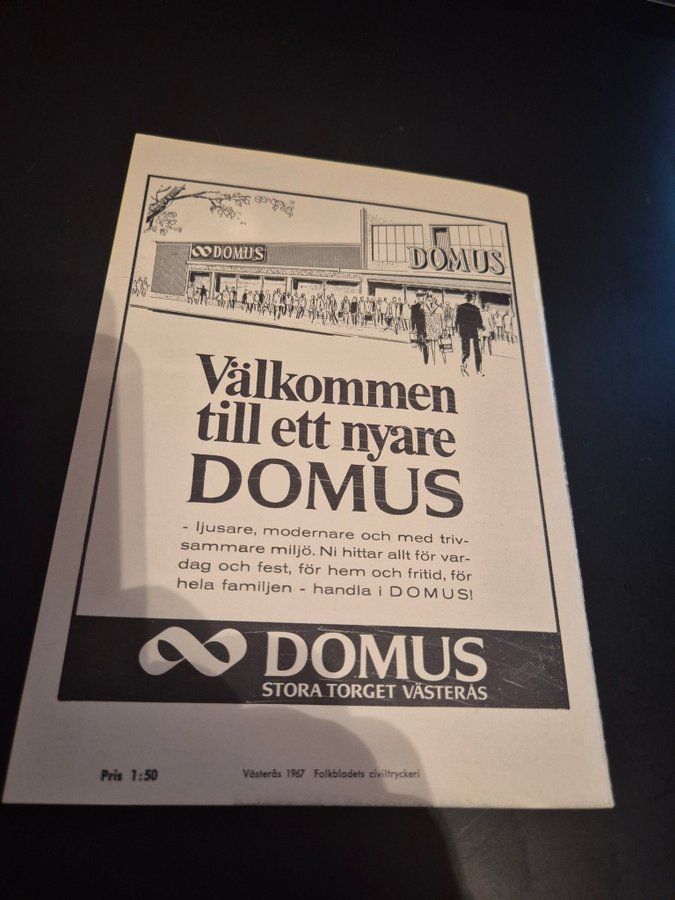 DOMUS
DOMUS
Välkommen
till ett nyare
DOMUS
- ljusare, modernare och med triv-
sammare miljö. Ni hittar allt för var-
dag och fest, för hem och fritid, för
hela familjen - handla i DOMUS!
DOMUS
STORA TORGET VÄSTERÅS
Pris 1:50 Västerås 1967 Folkbladets civiltryckeri